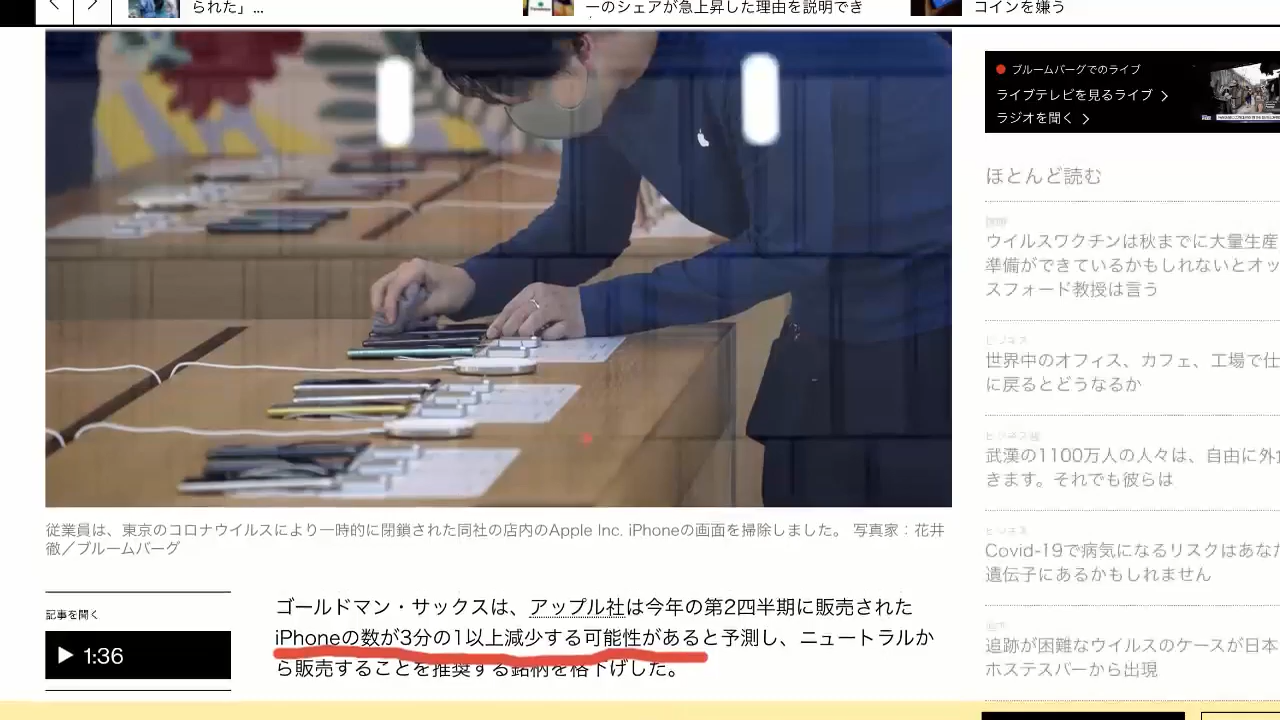 られた」...
ーのシェアが急上昇した理由を説明でき
コインを嫌う
ブルームバーグでのライブ
ライブテレビを見るライブ
ラジオを聞く
ほとんど読む
ウイルスワクチンは秋までに大量生産
準備ができているかもしれないとオッ
スフォード教授は言う
ビジネス
世界中のオフィス、カフェ、工場で仕
に戻るとどうなるか
武漢の1100万人の人々は、自由に外
きます。それでも彼らは
ビジネス
Covid-19で病気になるリスクはあな
遺伝子にあるかもしれません
追跡が困難なウイルスのケースが日本
ホステスバーから出現
従業員は、東京のコロナウイルスにより一時的に閉鎖された同社の店内のApple Inc. iPhoneの画面を掃除しました。 写真家：花井
徹／ブルームバーグ
記事を聞く
1:36
ゴールドマン・サックスは、アップル社は今年の第2四半期に販売された
iPhoneの数が3分の1以上減少する可能性があると予測し、ニュートラルか
ら販売することを推奨する銘柄を格下げした。